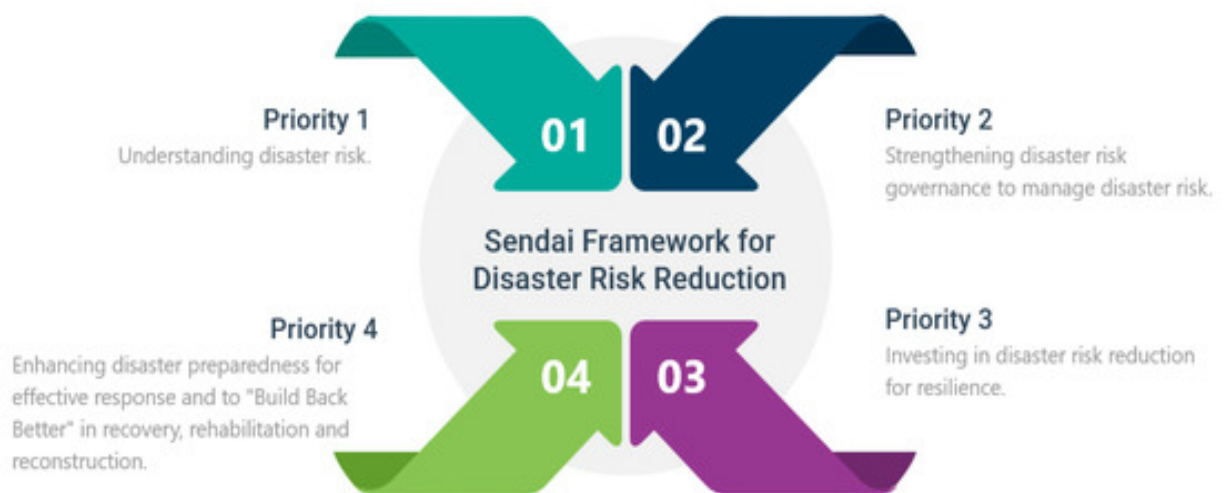 Priority 1
Understanding disaster risk.
01
02
Priority 2
Strengthening disaster risk
governance to manage disaster risk.
Sendai Framework for
Disaster Risk Reduction
Priority 4
Enhancing disaster preparedness for
effective response and to "Build Back
Better" in recovery, rehabilitation and
reconstruction.
04
03
Priority 3
Investing in disaster risk reduction
for resilience.